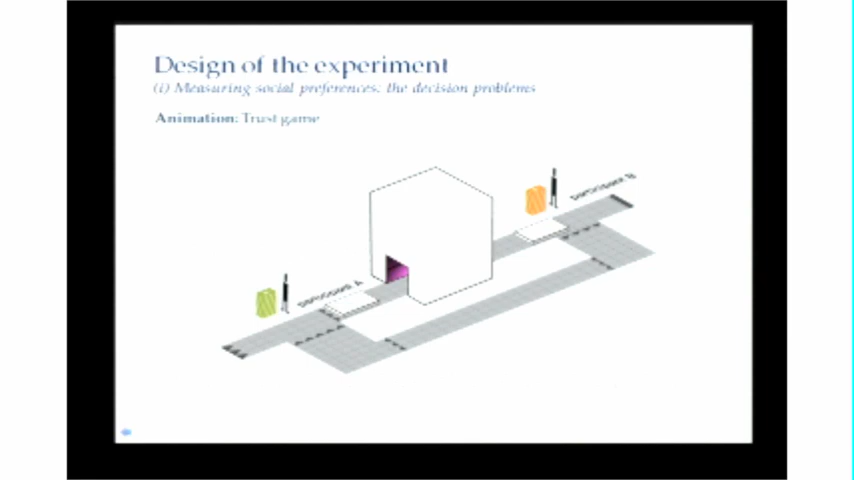 Design of the experiment
(i) Measuring social preferences: the decision problems
Animation: Trust game
participant B
participant A